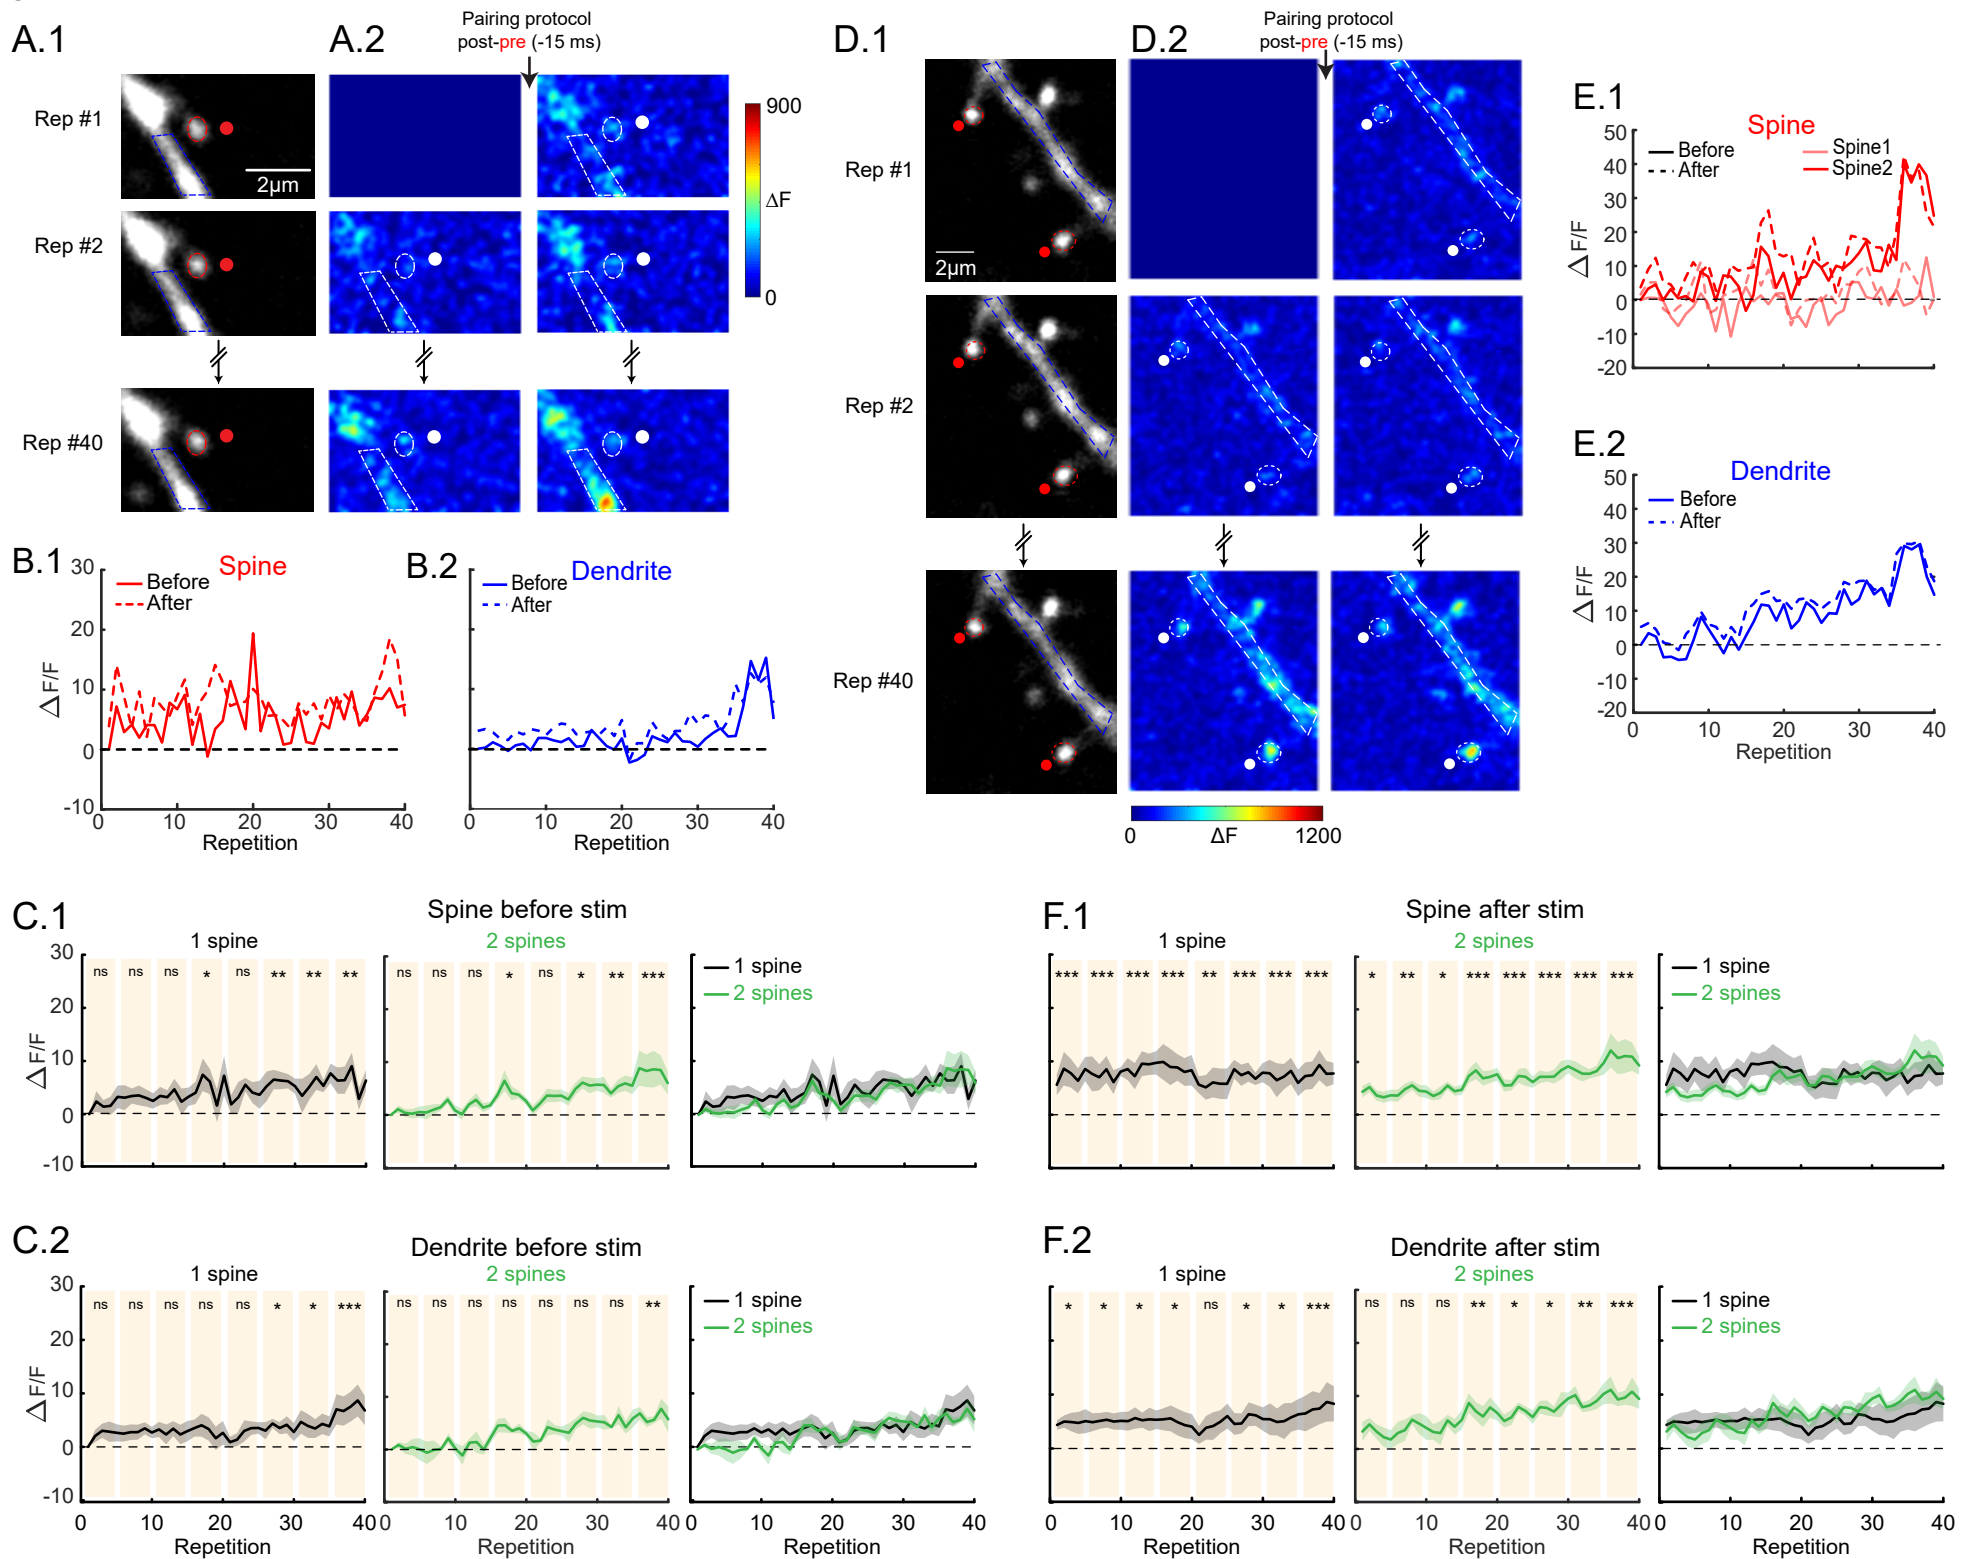 A.1
A.2
Pairing protocol
post-pre (-15 ms)
Rep #1
2µm
900
ΔF
0
Rep #2
Rep #40
B.1
Spine
Before
After
30
20
10
0
-10
ΔF/F
0 10 20 30 40
Repetition
B.2
Dendrite
Before
After
0 10 20 30 40
Repetition
D.1
D.2
Pairing protocol
post-pre (-15 ms)
Rep #1
2µm
Rep #2
Rep #40
0 ΔF 1200
E.1
Spine
Before
After
Spine1
Spine2
50
40
30
20
10
0
-10
-20
ΔF/F
E.2
Dendrite
Before
After
50
40
30
20
10
0
-10
-20
ΔF/F
0 10 20 30 40
Repetition
C.1
Spine before stim
1 spine
2 spines
30
20
10
0
-10
ΔF/F
ns ns ns * ns ** ** **
ns ns ns * ns * ** ***
1 spine
2 spines
C.2
Dendrite before stim
1 spine
2 spines
30
20
10
0
-10
ΔF/F
ns ns ns ns ns * * ***
ns ns ns ns ns ns ns **
1 spine
2 spines
0 10 20 30 40
0 10 20 30 40
0 10 20 30 40
Repetition
Repetition
Repetition
F.1
Spine after stim
1 spine
2 spines
*** *** *** *** ** *** *** ***
* ** * *** *** *** *** ***
1 spine
2 spines
F.2
Dendrite after stim
1 spine
2 spines
* * * * ns * * ***
ns ns ns ** * * ** ***
1 spine
2 spines
0 10 20 30 40
0 10 20 30 40
0 10 20 30 40
Repetition
Repetition
Repetition